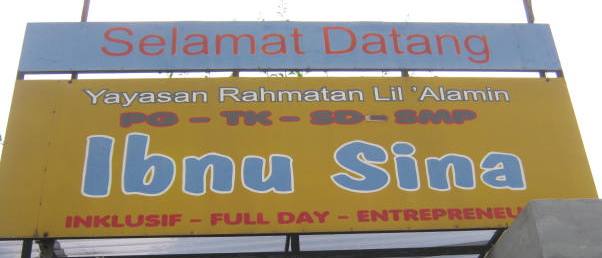 Selamat Datang
Yayasan Rahmatan Lil 'Alamin
PG - TK - SD - SMP
Ibnu Sina
INKLUSIF - FULL DAY - ENTREPRENEU